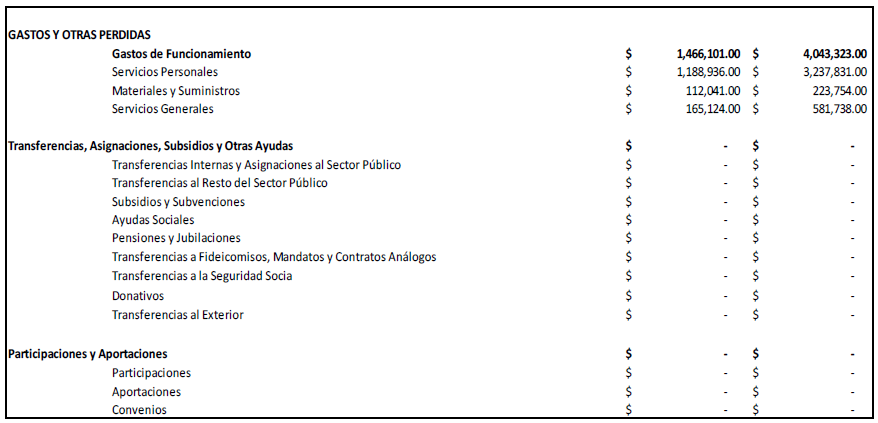 GASTOS Y OTRAS PERDIDAS
Gastos de Funcionamiento $ 1,466,101.00 $ 4,043,323.00
Servicios Personales $ 1,188,936.00 $ 3,237,831.00
Materiales y Suministros $ 112,041.00 $ 223,754.00
Servicios Generales $ 165,124.00 $ 581,738.00
Transferencias, Asignaciones, Subsidios y Otras Ayudas $ - $ -
Transferencias Internas y Asignaciones al Sector Público $ - $ -
Transferencias al Resto del Sector Público $ - $ -
Subsidios y Subvenciones $ - $ -
Ayudas Sociales $ - $ -
Pensiones y Jubilaciones $ - $ -
Transferencias a Fideicomisos, Mandatos y Contratos Análogos $ - $ -
Transferencias a la Seguridad Socia $ - $ -
Donativos $ - $ -
Transferencias al Exterior $ - $ -
Participaciones y Aportaciones $ - $ -
Participaciones $ - $ -
Aportaciones $ - $ -
Convenios $ - $ -